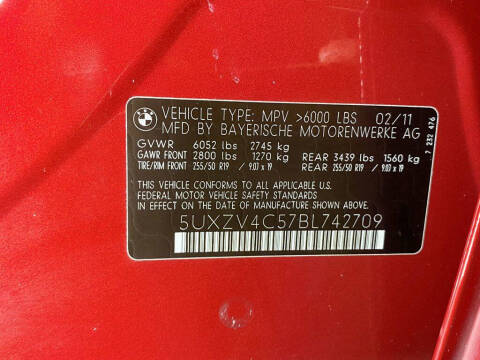 VEHICLE TYPE: MPV >6000 LBS 02/11
MFD BY BAYERISCHE MOTORENWERKE AG
GVWR 6052 lbs 2745 kg
GAWR FRONT 2800 lbs 1270 kg REAR 3439 lbs 1560 kg
TIRE/RIM FRONT 255/50 R19 // 9.0J x 19 REAR 255/50 R19 // 9.0J x 19
THIS VEHICLE CONFORMS TO ALL APPLICABLE U.S.
FEDERAL MOTOR VEHICLE SAFETY STANDARDS
IN EFFECT ON THE DATE OF MANUFACTURE SHOWN ABOVE.
5UXZV4C57BL742709
7 232 476